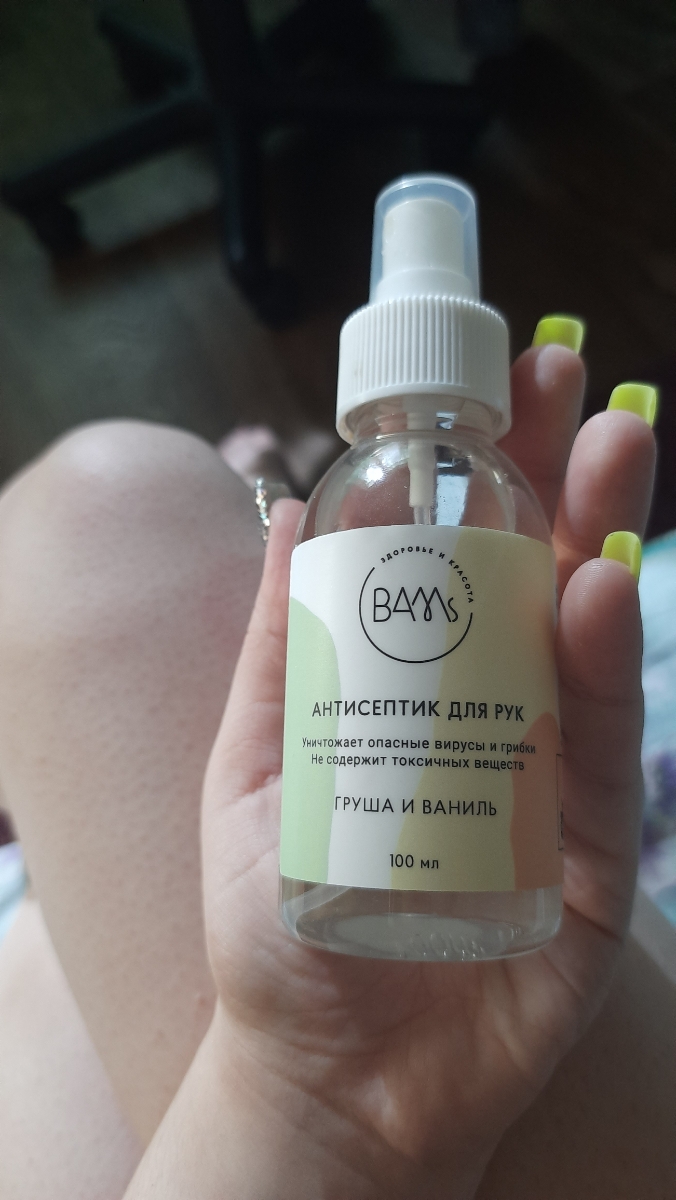 ЗДОРОВЬЕ И КРАСОТА
BAMs
АНТИСЕПТИК ДЛЯ РУК
Уничтожает опасные вирусы и грибки
Не содержит токсичных веществ
ГРУША И ВАНИЛЬ
100 мл